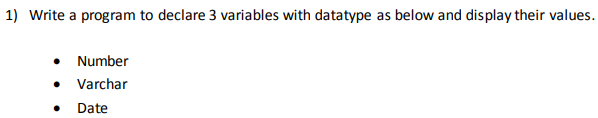 1) Write a program to declare 3 variables with datatype as below and display their values.
• Number
• Varchar
• Date